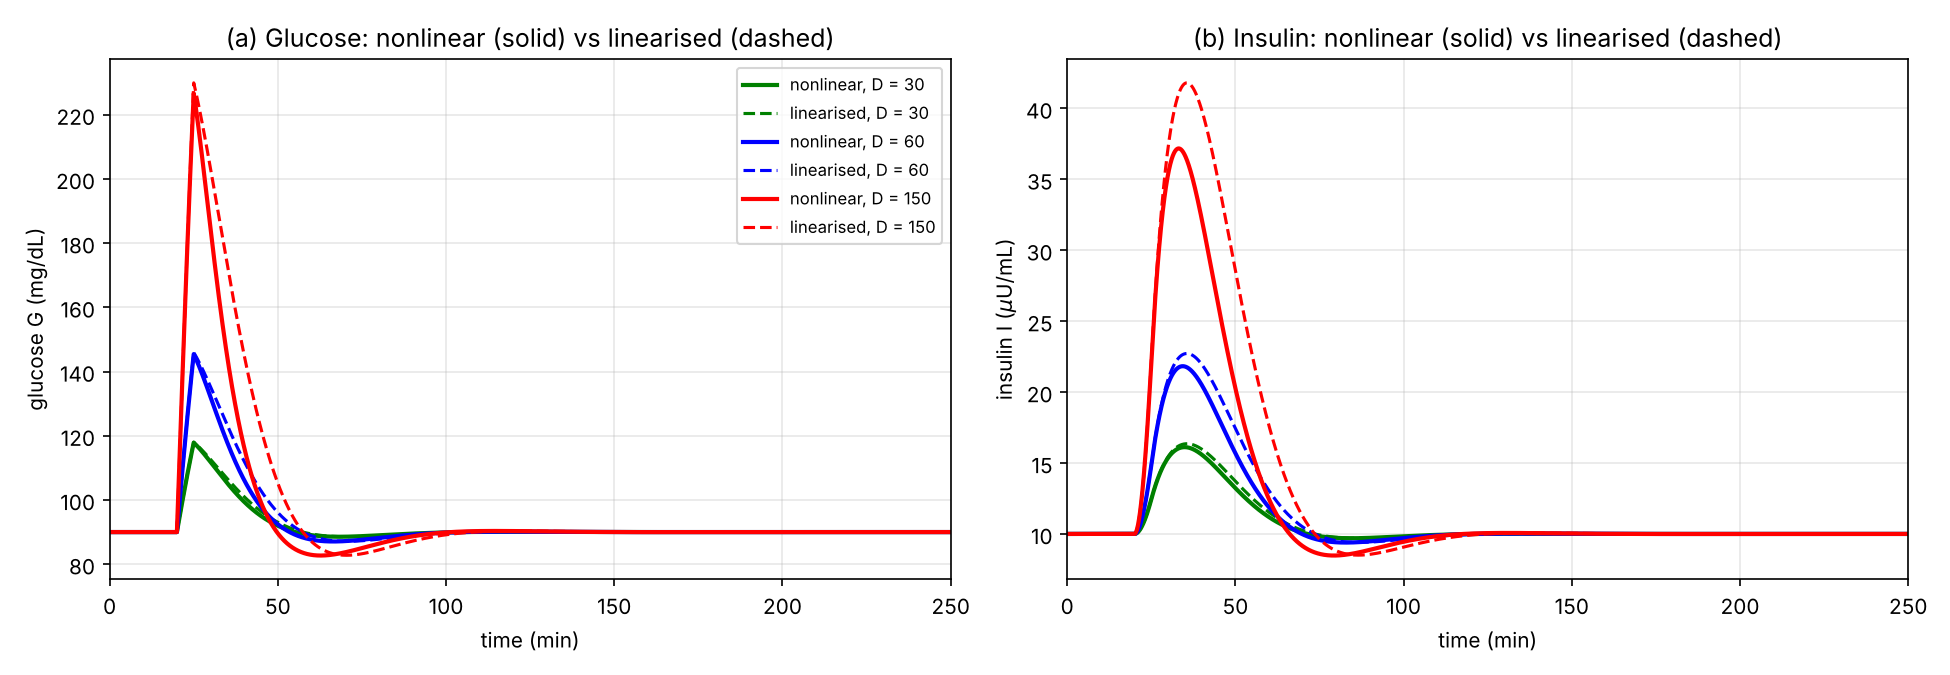 (a) Glucose: nonlinear (solid) vs linearised (dashed)
glucose G (mg/dL)
220
200
180
160
140
120
100
80
nonlinear, D = 30
linearised, D = 30
nonlinear, D = 60
linearised, D = 60
nonlinear, D = 150
linearised, D = 150
0 50 100 150 200 250
time (min)
(b) Insulin: nonlinear (solid) vs linearised (dashed)
insulin I (μU/mL)
40
35
30
25
20
15
10
0 50 100 150 200 250
time (min)